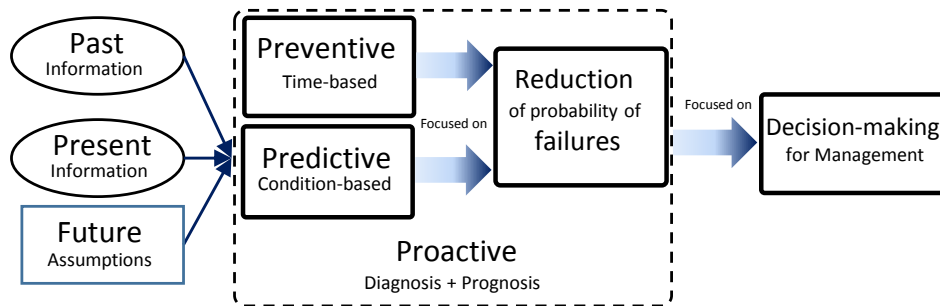 Past
Information
Present
Information
Future
Assumptions
Preventive
Time-based
Focused on
Predictive
Condition-based
Reduction
of probability of
failures
Proactive
Diagnosis + Prognosis
Focused on
Decision-making
for Management